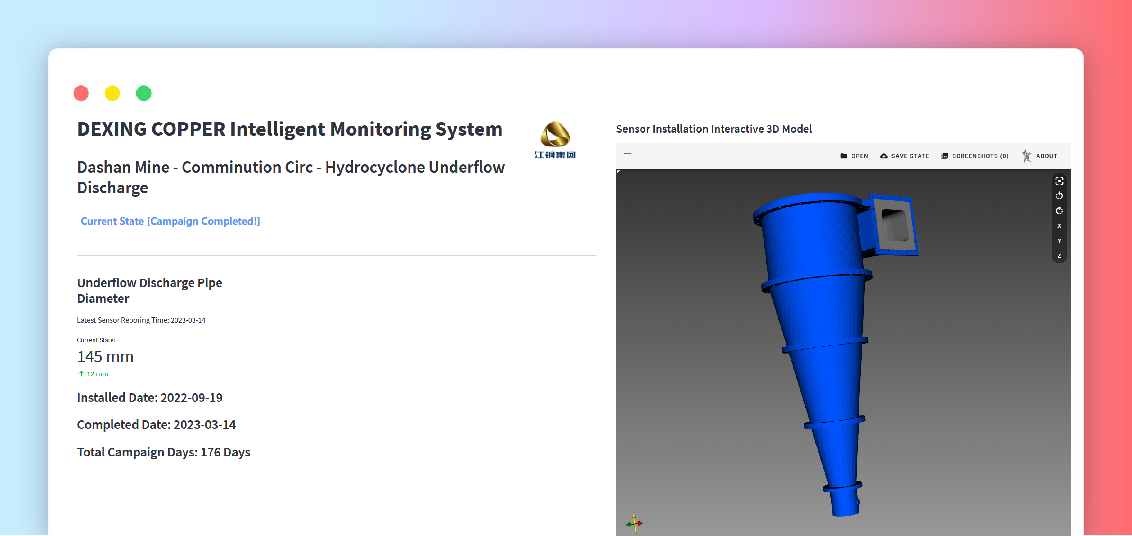 DEXING COPPER Intelligent Monitoring System
江铜集团
Dashan Mine - Comminution Circ - Hydrocyclone Underflow
Discharge
Current State [Campaign Completed!]
Underflow Discharge Pipe
Diameter
Latest Sensor Reporing Time: 2023-03-14
Current State:
145 mm
↑ 12 mm
Installed Date: 2022-09-19
Completed Date: 2023-03-14
Total Campaign Days: 176 Days
Sensor Installation Interactive 3D Model
OPEN SAVE STATE SCREENSHOTS (0) ABOUT
X
Y
Z